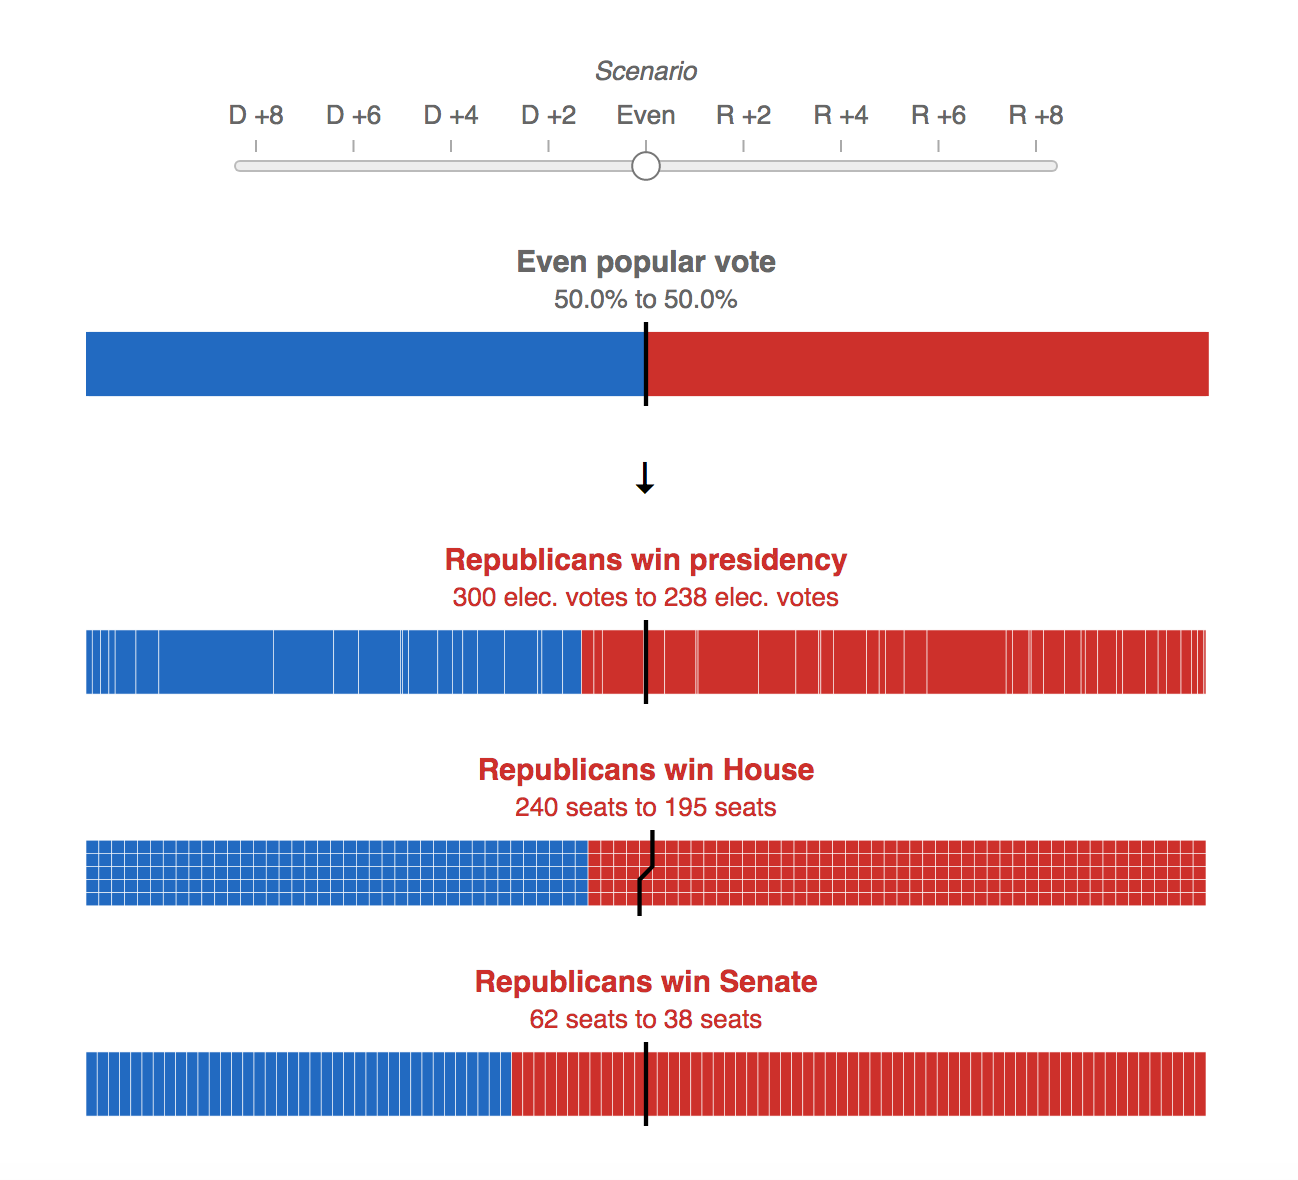 Scenario
D +8 D +6 D +4 D +2 Even R +2 R +4 R +6 R +8
Even popular vote
50.0% to 50.0%
↓
Republicans win presidency
300 elec. votes to 238 elec. votes
Republicans win House
240 seats to 195 seats
Republicans win Senate
62 seats to 38 seats